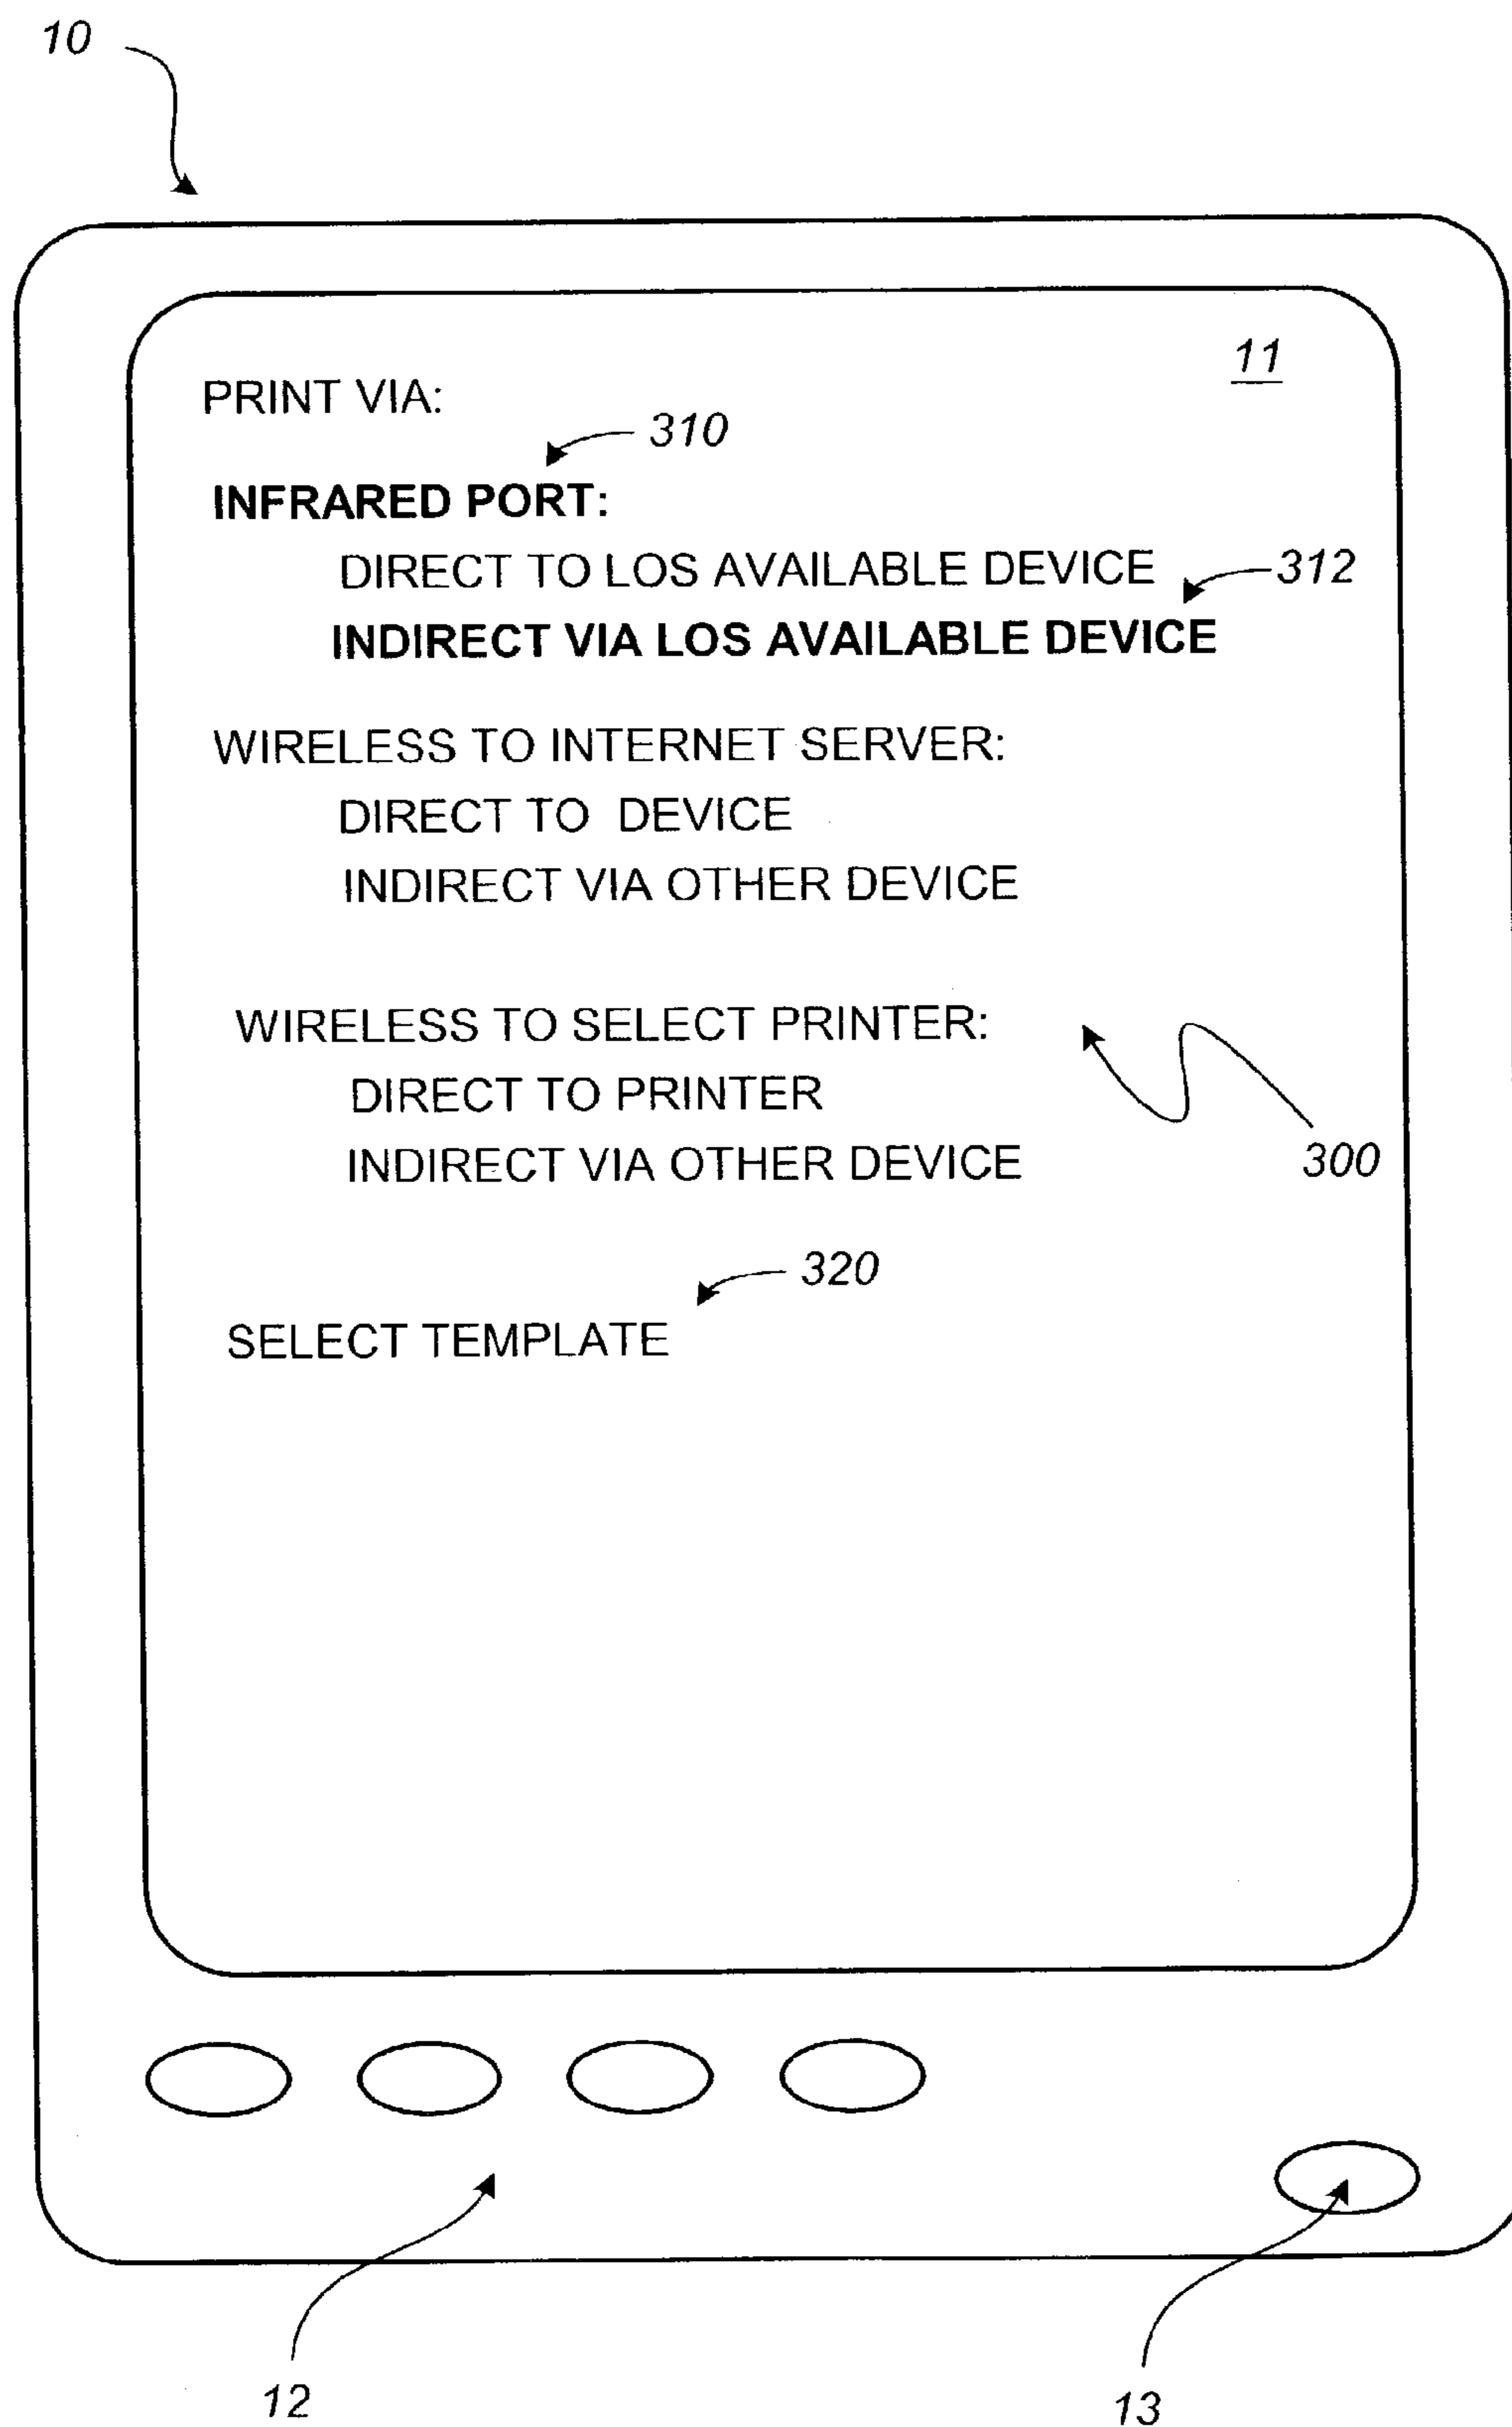 10
11
PRINT VIA:
310
INFRARED PORT:
DIRECT TO LOS AVAILABLE DEVICE
312
INDIRECT VIA LOS AVAILABLE DEVICE
WIRELESS TO INTERNET SERVER:
DIRECT TO DEVICE
INDIRECT VIA OTHER DEVICE
WIRELESS TO SELECT PRINTER:
DIRECT TO PRINTER
INDIRECT VIA OTHER DEVICE
300
320
SELECT TEMPLATE
12
13